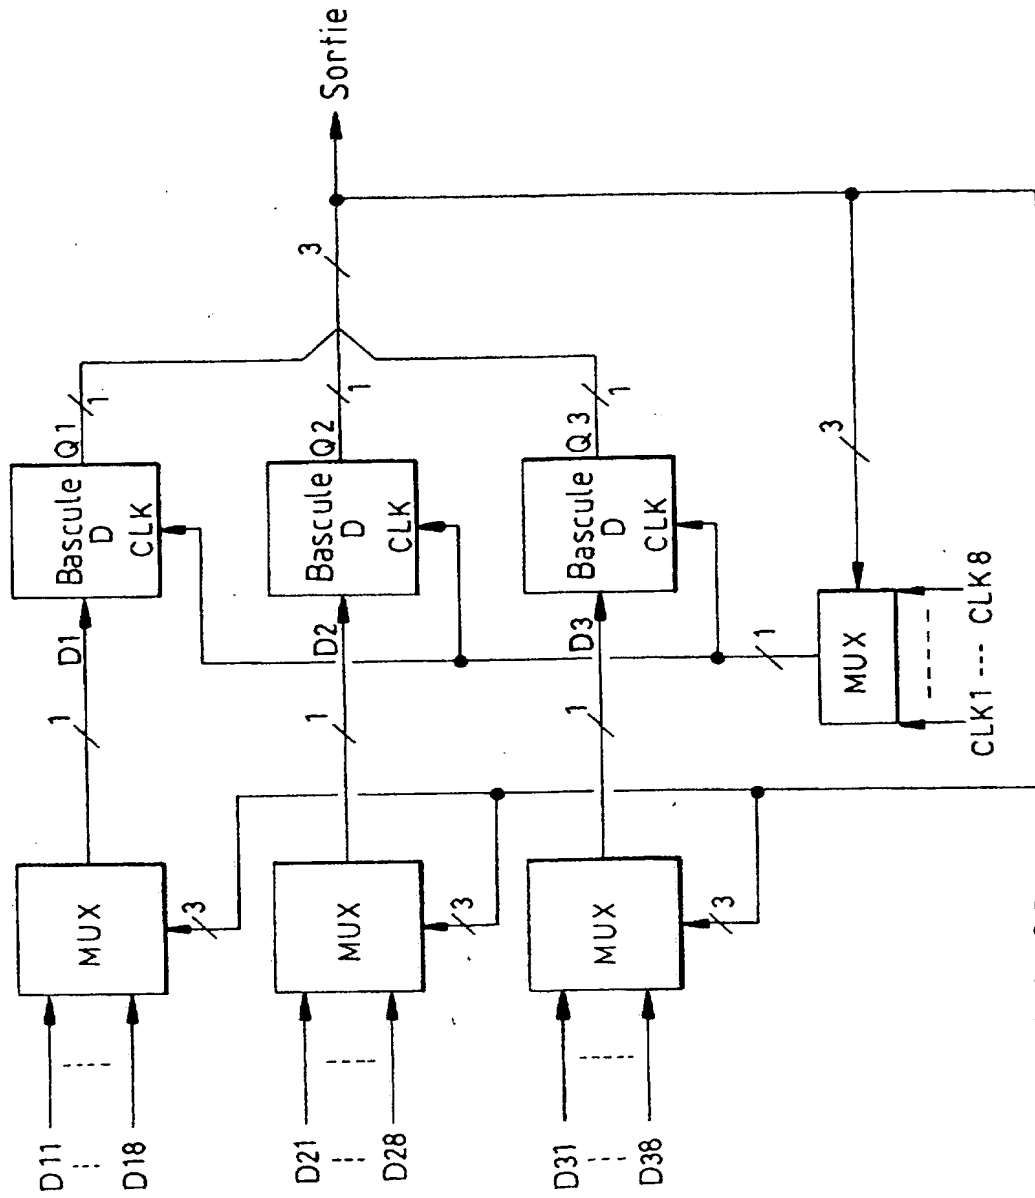 D11
D18
MUX
3
1
D1
Bascule
D
CLK
Q1
1
D21
D28
MUX
3
1
D2
Bascule
D
CLK
Q2
1
3
Sortie
D31
D38
MUX
3
1
D3
Bascule
D
CLK
Q3
1
1
MUX
3
CLK1 --- CLK8